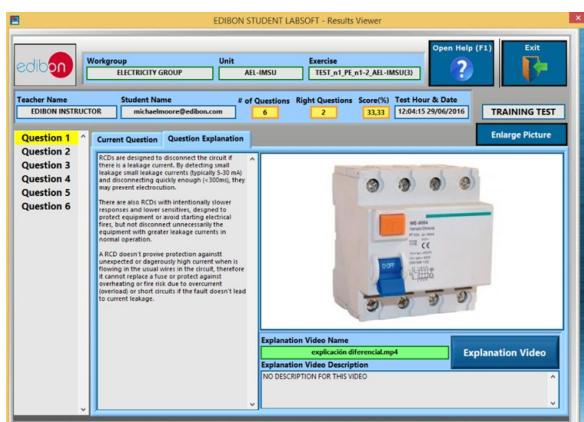 EDIBON STUDENT LABSOFT - Results Viewer
edibon
Workgroup
ELECTRICITY GROUP
Unit
AEL-IMSU
Exercise
TEST_n1_PE_n1-2_AEL-IMSU(3)
Open Help (F1)
?
Exit
Teacher Name
EDIBON INSTRUCTOR
Student Name
michaelmoore@edibon.com
# of Questions
6
Right Questions
2
Score(%)
33,33
Test Hour & Date
12:04:15 29/06/2016
TRAINING TEST
Question 1
Question 2
Question 3
Question 4
Question 5
Question 6
Current Question
Question Explanation
Enlarge Picture
RCDs are designed to disconnect the circuit if
there is a leakage current. By detecting small
leakage small leakage currents (typically 5-30 mA)
and disconnecting quickly enough (<300ms), they
may prevent electrocution.
There are also RCDs with intentionally slower
responses and lower sensitives, designed to
protect equipment or avoid starting electrical
fires, but not disconnect unnecessarily the
equipment with greater leakage currents in
normal operation.
A RCD doesn't prowive protection againstt
unexpected or dagerously high current when is
flowing in the usual wires in the circuit, therefore
it cannot replace a fuse or protect against
overheating or fire risk due to overcurrent
(overload) or short circuits if the fault doesn't lead
to current leakage.
Explanation Video Name
explicación diferencial.mp4
Explanation Video
Explanation Video Description
NO DESCRIPTION FOR THIS VIDEO